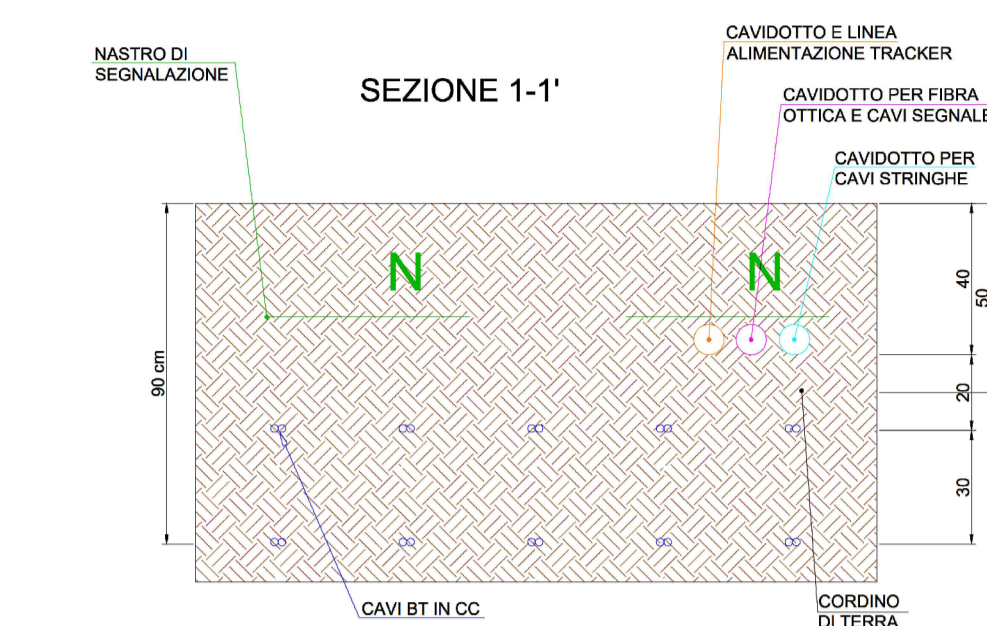 CAVIDOTTO E LINEA
ALIMENTAZIONE TRACKER
NASTRO DI
SEGNALAZIONE
SEZIONE 1-1'
CAVIDOTTO PER FIBRA
OTTICA E CAVI SEGNALE
CAVIDOTTO PER
CAVI STRINGHE
N
N
40
50
90 cm
20
30
CAVI BT IN CC
CORDINO
DI TERRA